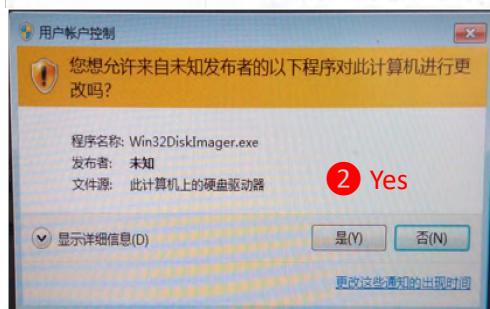 用户帐户控制
您想允许来自未知发布者的以下程序对此计算机进行更
改吗?
程序名称: Win32DiskImager.exe
发布者: 未知
文件源: 此计算机上的硬盘驱动器
2 Yes
显示详细信息(D)
是(Y)
否(N)
更改这些通知的出现时间